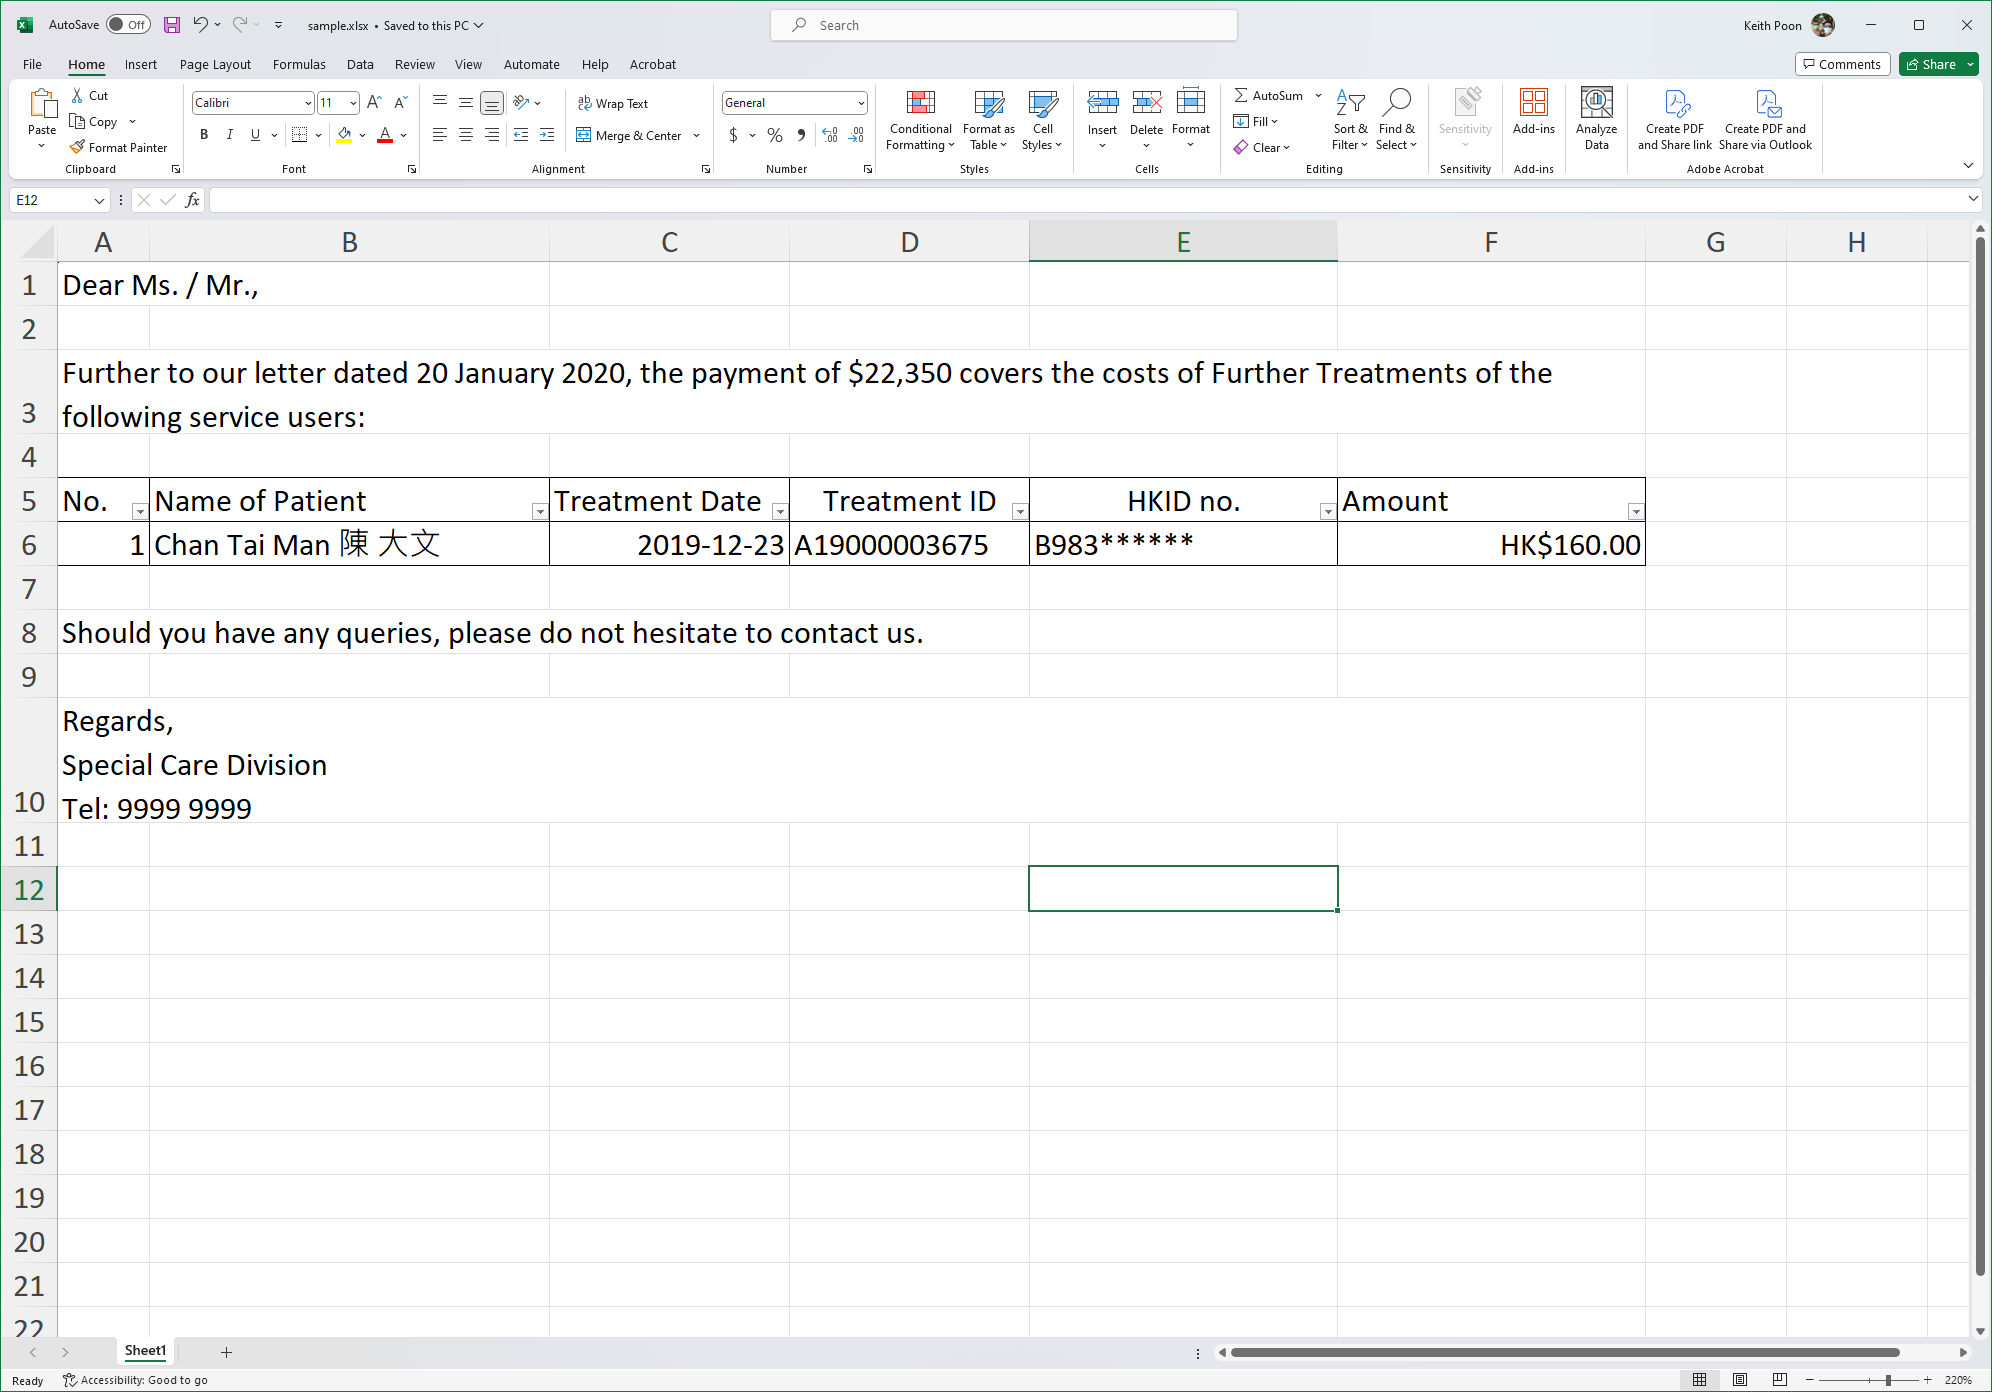 AutoSave Off sample.xlsx • Saved to this PC Search Keith Poon
File Home Insert Page Layout Formulas Data Review View Automate Help Acrobat Comments Share
Paste Cut Copy Format Painter Clipboard
Calibri 11 B I U A Font
Wrap Text Merge & Center Alignment
General $ % Number
Conditional Formatting Format as Table Cell Styles Styles
Insert Delete Format Cells
AutoSum Fill Clear Sort & Filter Find & Select Editing
Sensitivity Sensitivity
Add-ins Add-ins
Analyze Data
Create PDF and Share link Create PDF and Share via Outlook Adobe Acrobat
E12 fx
A B C D E F G H
1 Dear Ms. / Mr.,
2
3 Further to our letter dated 20 January 2020, the payment of $22,350 covers the costs of Further Treatments of the
following service users:
4
5 No. Name of Patient Treatment Date Treatment ID HKID no. Amount
6 1 Chan Tai Man 陳 大文 2019-12-23 A19000003675 B983****** HK$160.00
7
8 Should you have any queries, please do not hesitate to contact us.
9
Regards,
Special Care Division
10 Tel: 9999 9999
11
12
13
14
15
16
17
18
19
20
21
22
Sheet1
Ready Accessibility: Good to go 220%